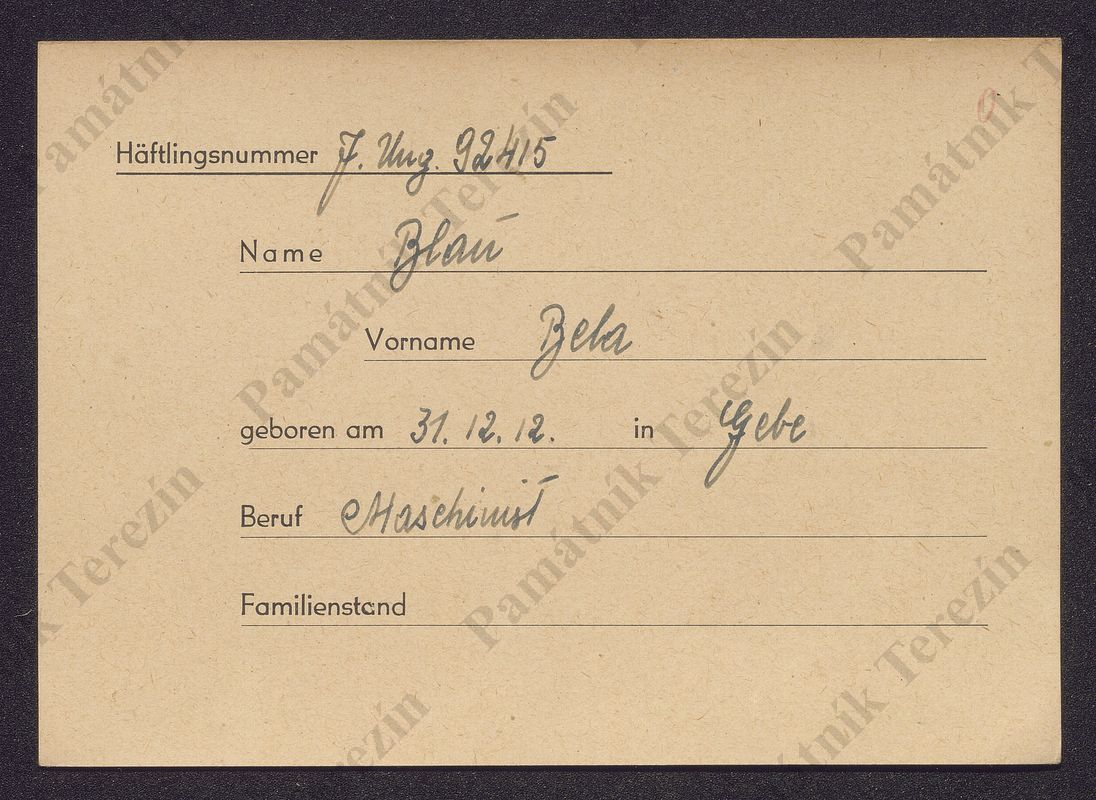 Häftlingsnummer J. Ung. 92415
Name Blau
Vorname Bela
geboren am 31. 12. 12. in Gebe
Beruf Maschinist
Familienstand
Památník Terezín